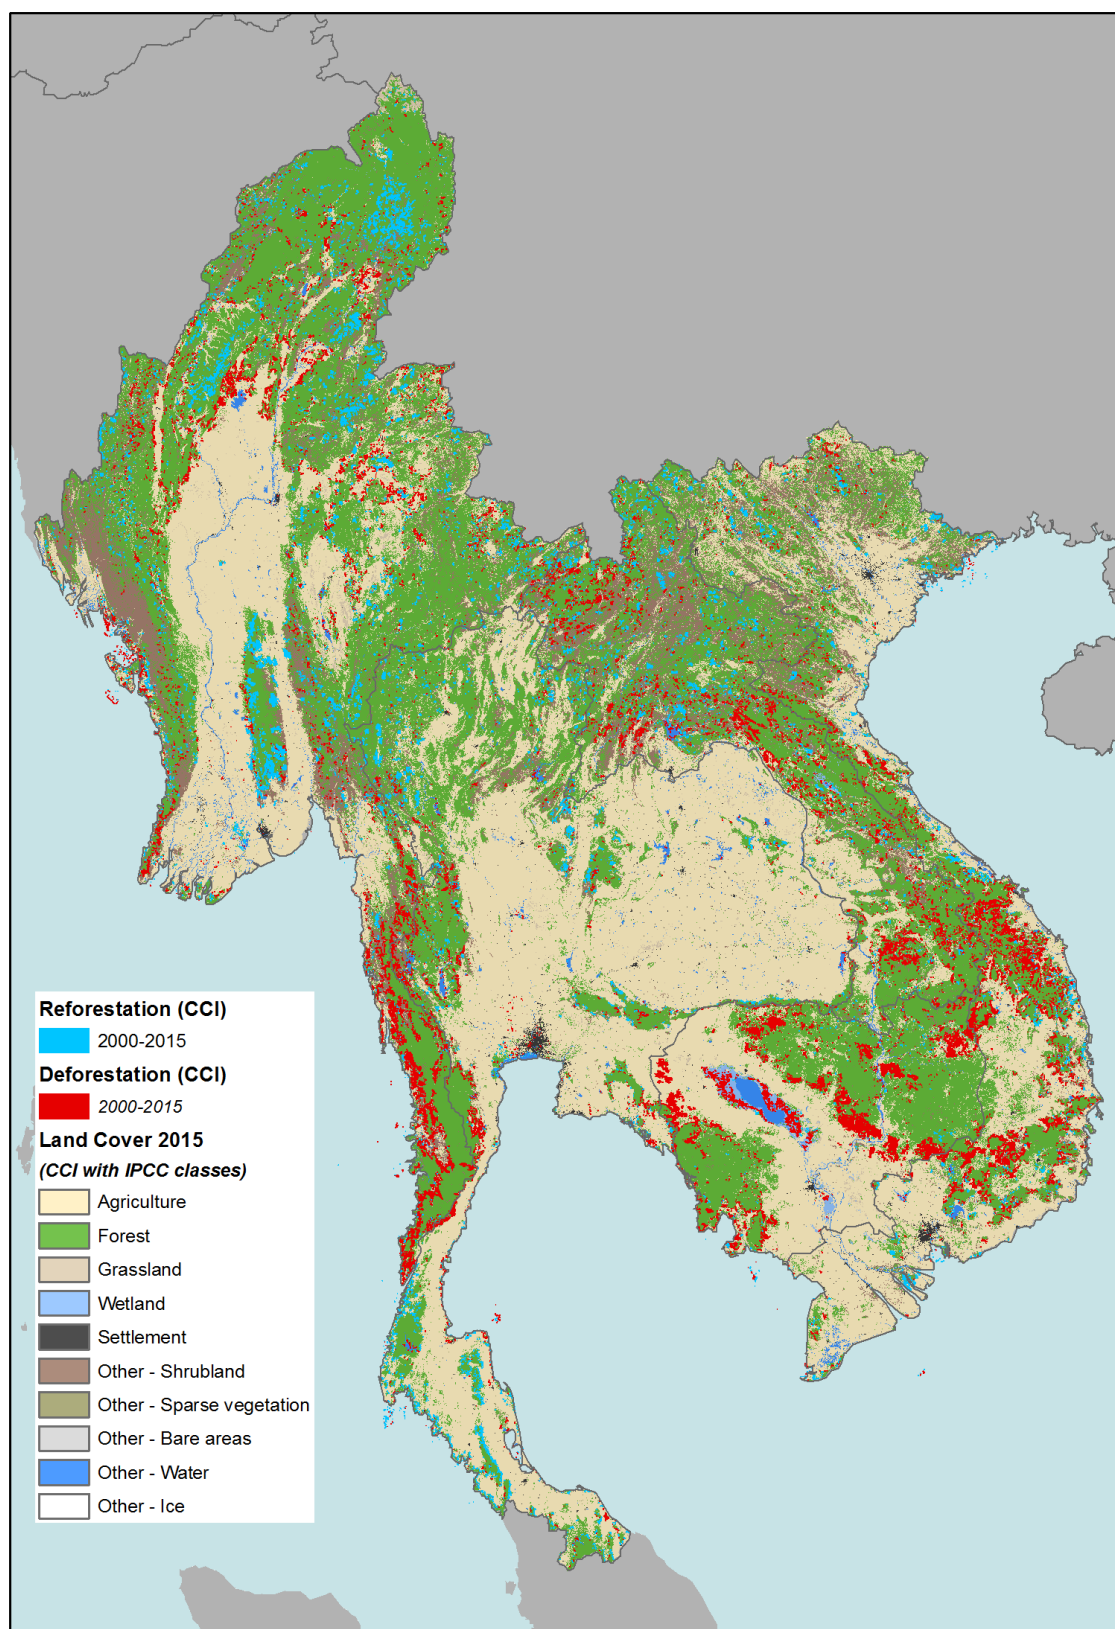 Reforestation (CCI)
2000-2015
Deforestation (CCI)
2000-2015
Land Cover 2015
(CCI with IPCC classes)
Agriculture
Forest
Grassland
Wetland
Settlement
Other - Shrubland
Other - Sparse vegetation
Other - Bare areas
Other - Water
Other - Ice